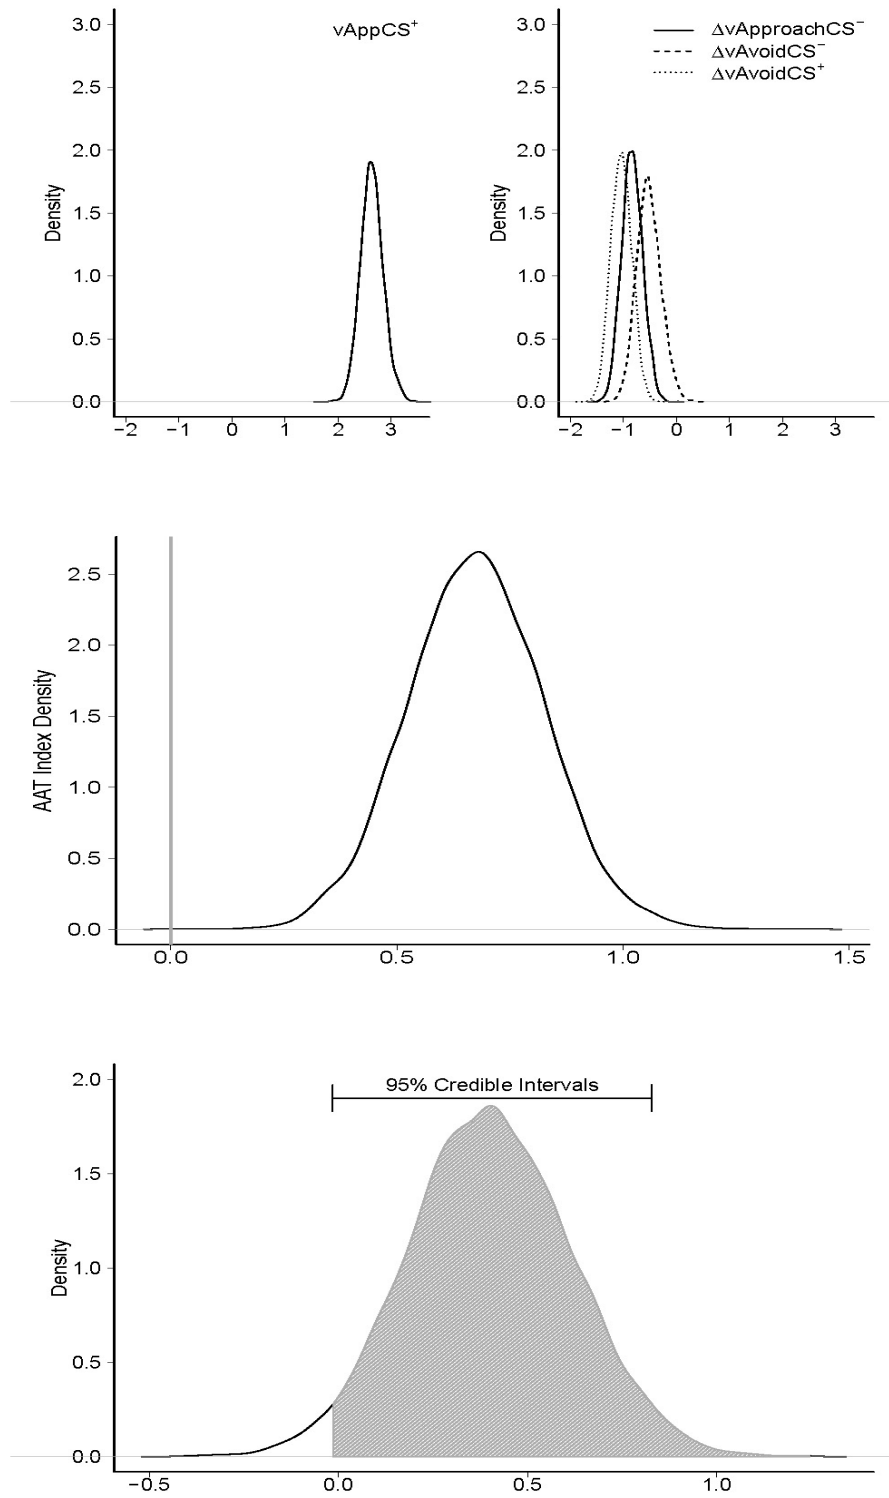 vAppCS⁺
3.0
2.5
2.0
1.5
1.0
0.5
0.0
Density
−2 −1 0 1 2 3
ΔvApproachCS⁻
ΔvAvoidCS⁻
ΔvAvoidCS⁺
3.0
2.5
2.0
1.5
1.0
0.5
0.0
Density
−2 −1 0 1 2 3
2.5
2.0
1.5
1.0
0.5
0.0
AAT Index Density
0.0 0.5 1.0 1.5
95% Credible Intervals
2.0
1.5
1.0
0.5
0.0
Density
−0.5 0.0 0.5 1.0